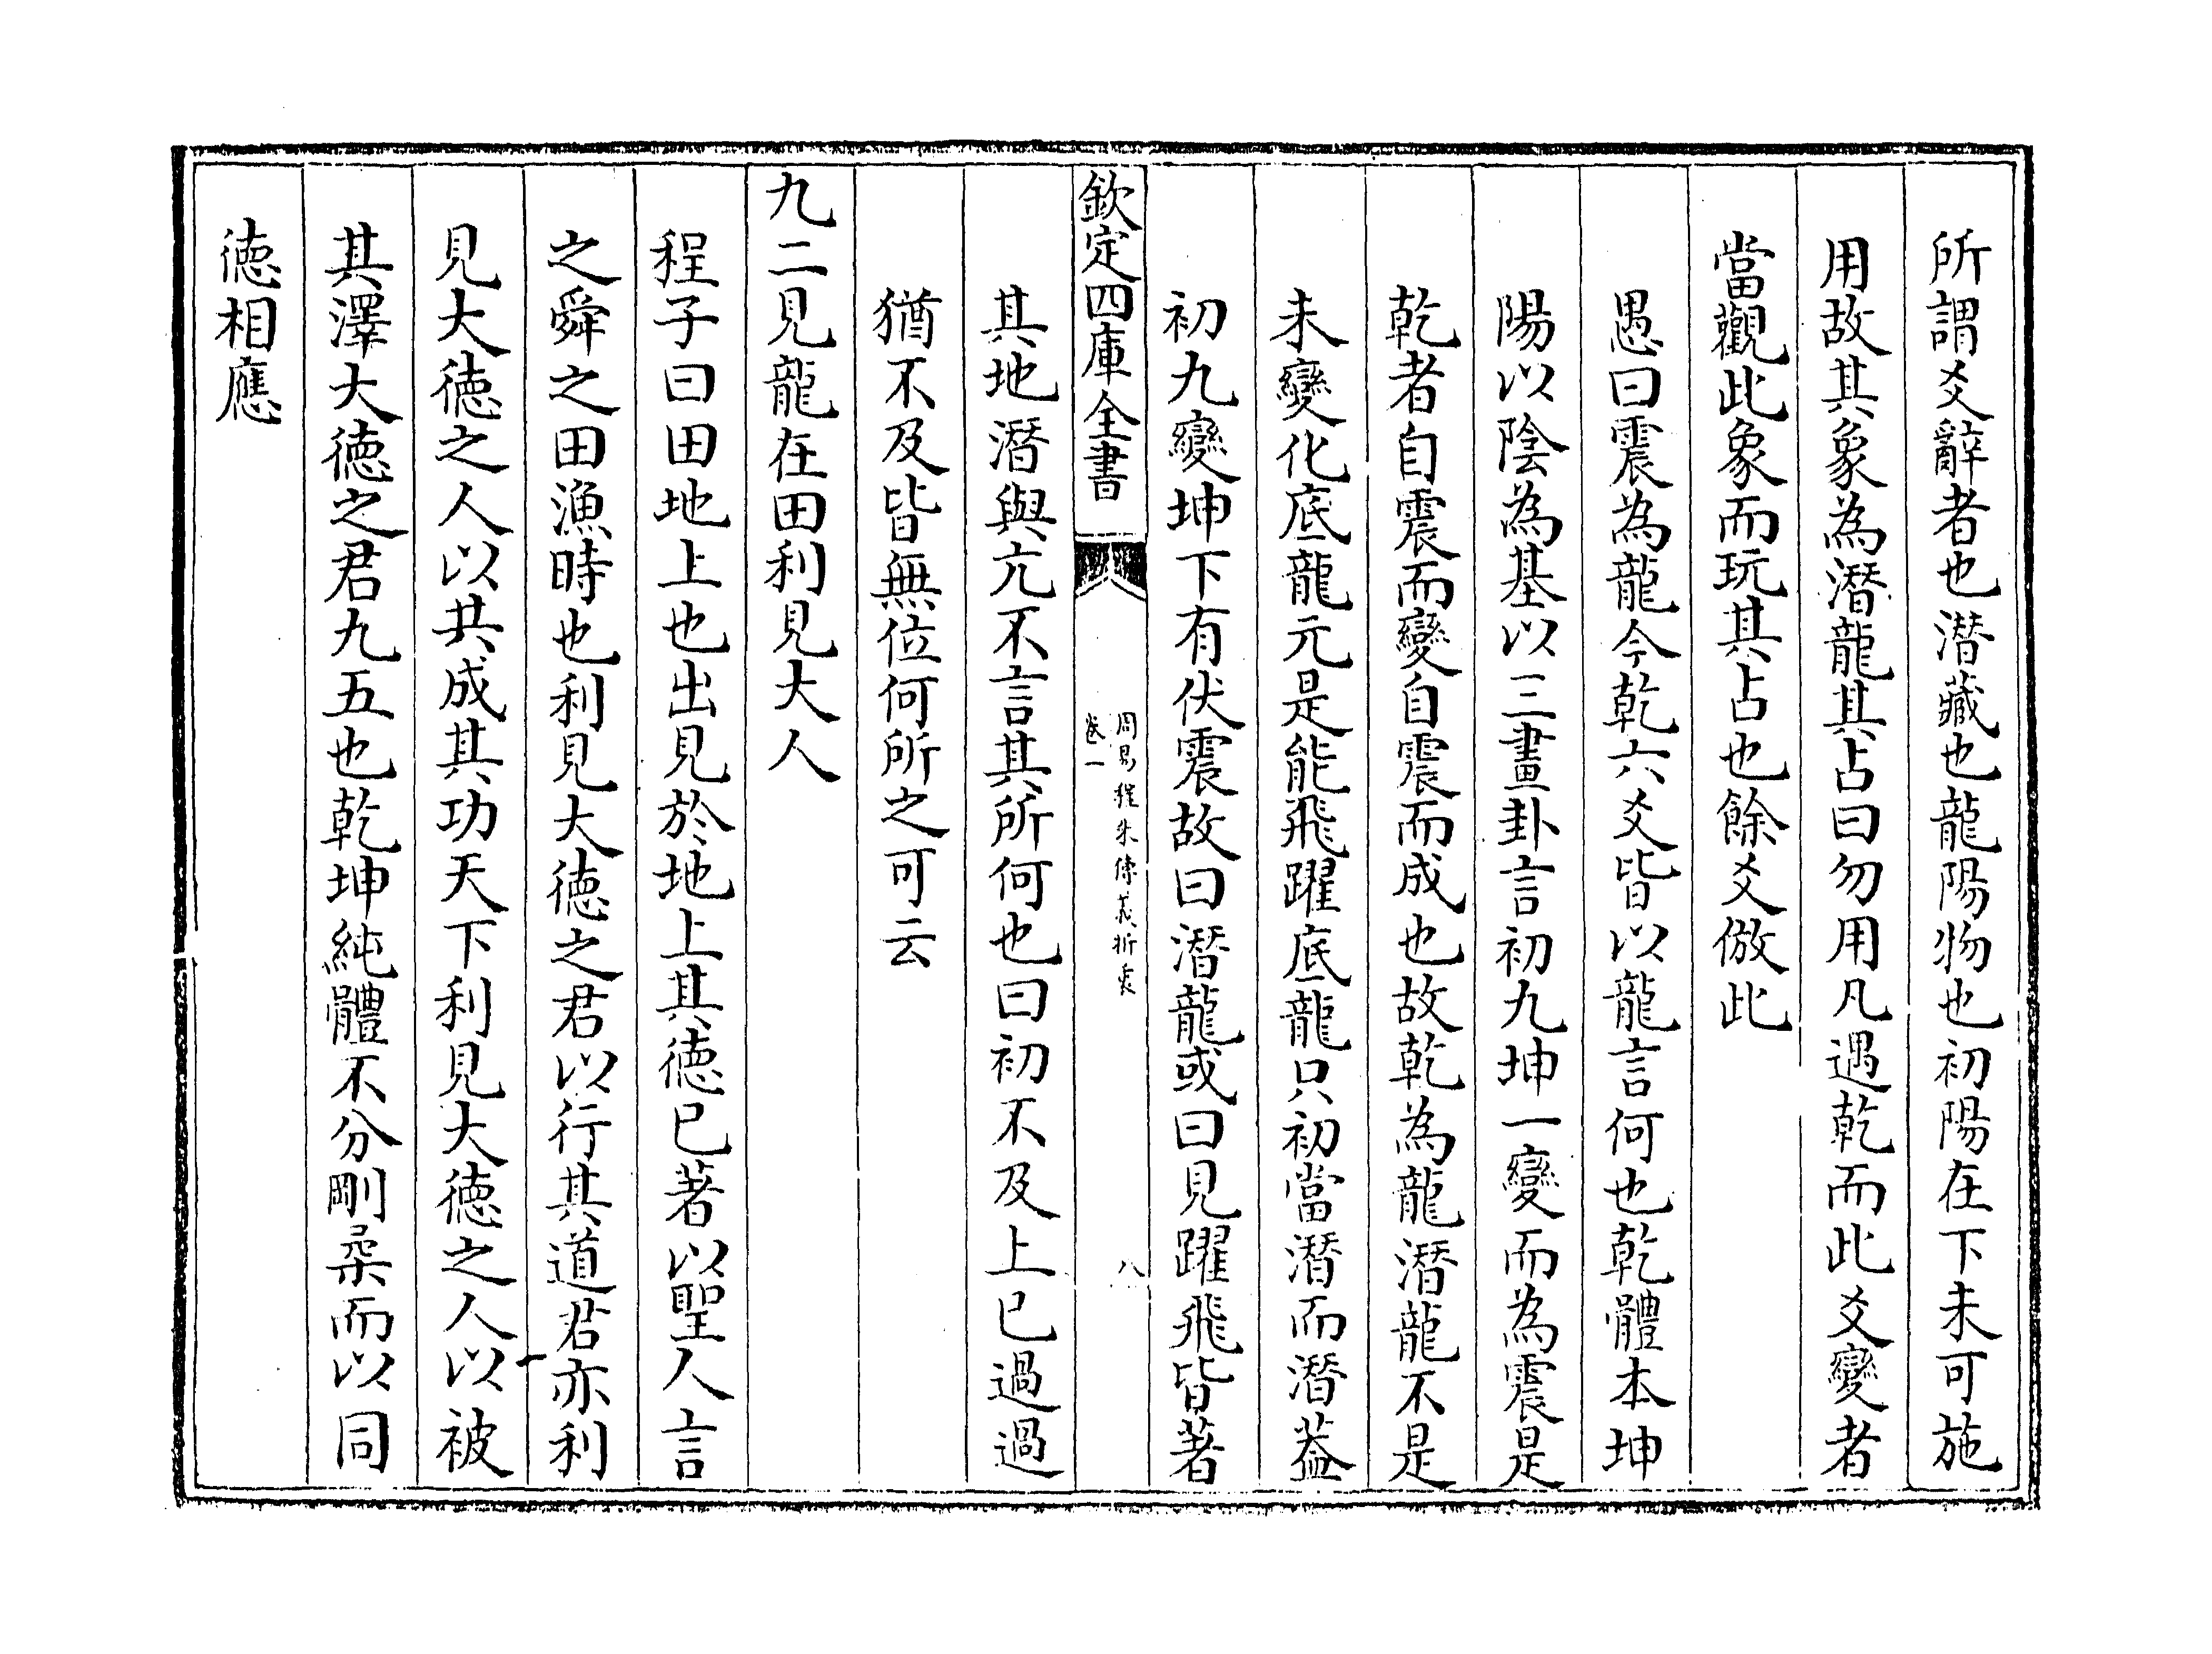 所謂爻辭者也潛藏也龍陽物也初陽在下未可施
用故其象為潛龍其占曰勿用凡遇乾而此爻變者
當觀此象而玩其占也餘爻倣此
愚曰震為龍今乾六爻皆以龍言何也乾體本坤
陽以陰為基以三畫卦言初九坤一變而為震是
乾者自震而變自震而成也故乾為龍潛龍不是
未變化底龍元是能飛躍底龍只初當潛而潛葢
初九變坤下有伏震故曰潛龍或曰見躍飛皆著
欽定四庫全書
周易程朱傳義折衷
卷一
八
其地潛與亢不言其所何也曰初不及上已過過
猶不及皆無位何所之可云
九二見龍在田利見大人
程子曰田地上也出見於地上其德已著以聖人言
之舜之田漁時也利見大德之君以行其道君亦利
見大德之人以共成其功天下利見大德之人以被
其澤大德之君九五也乾坤純體不分剛柔而以同
德相應